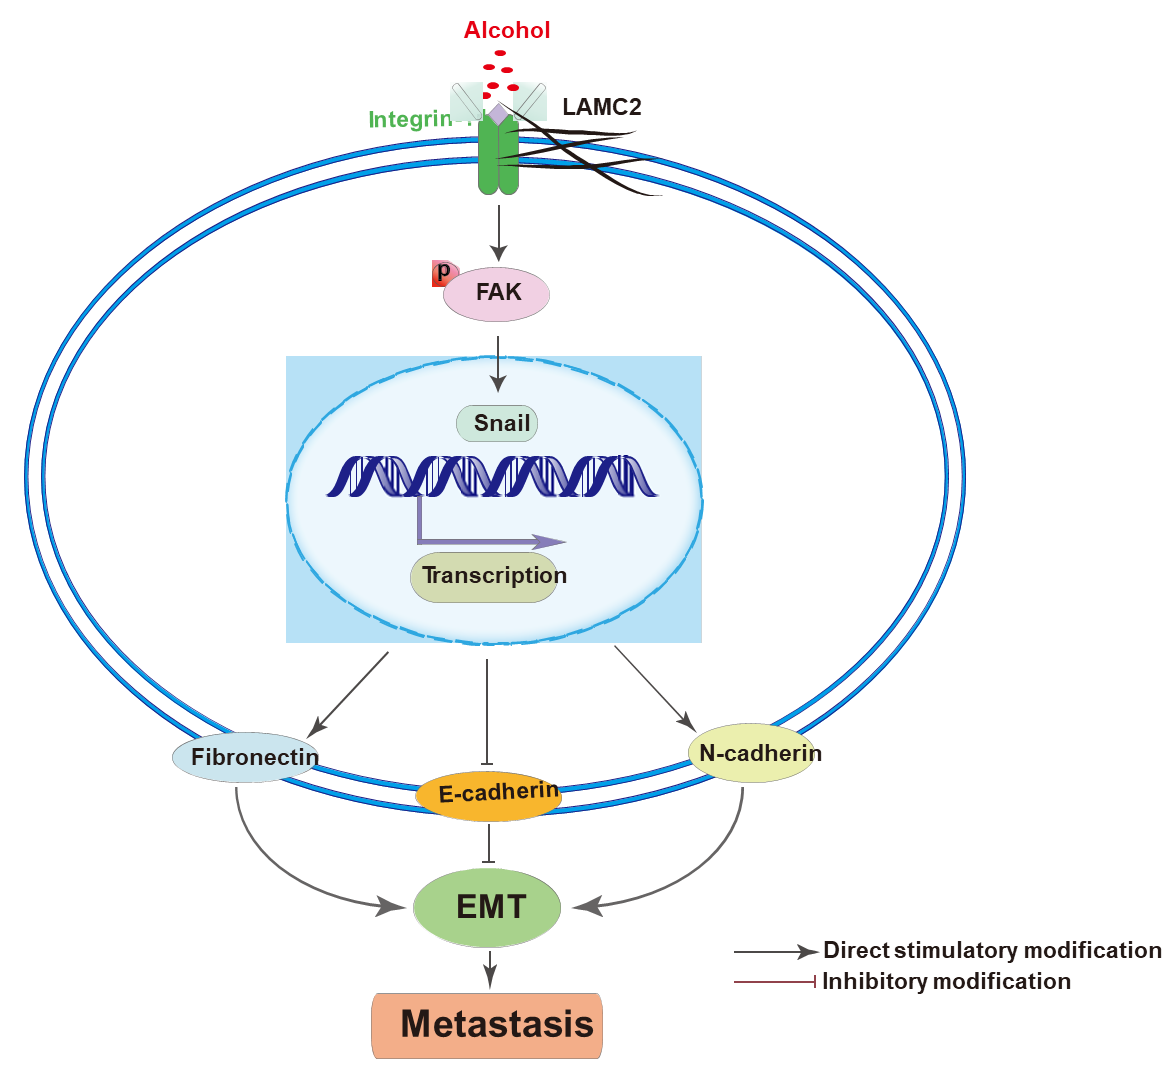 Alcohol
LAMC2
Integrin
p
FAK
Snail
Transcription
Fibronectin
N-cadherin
E-cadherin
EMT
Direct stimulatory modification
Inhibitory modification
Metastasis